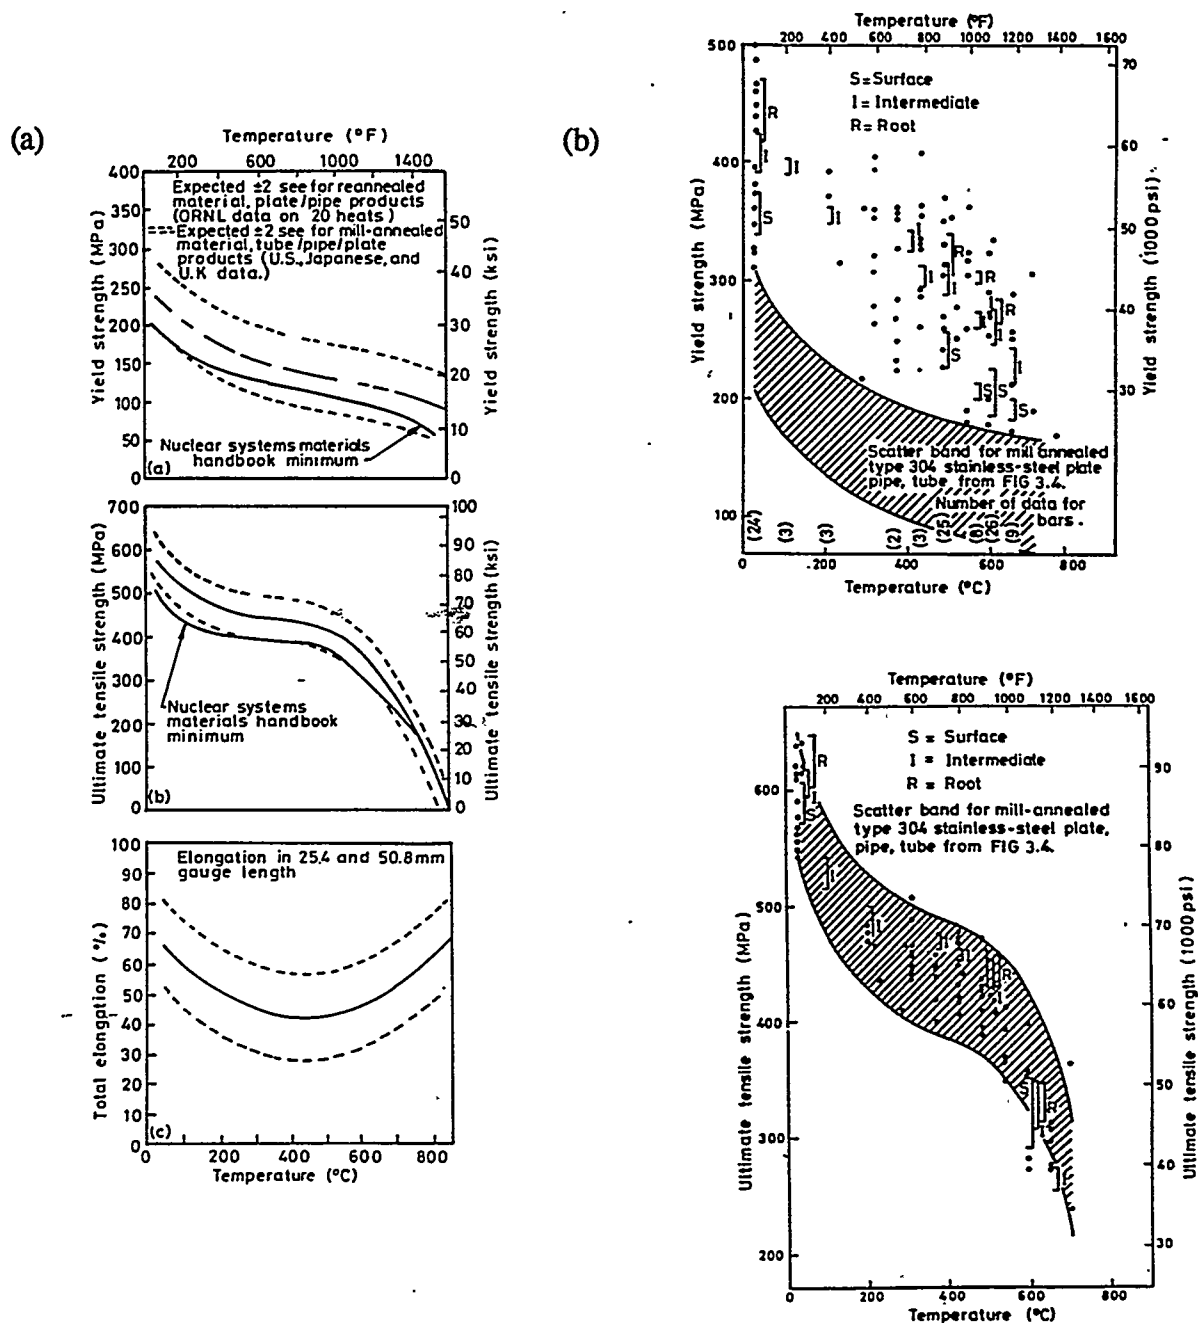 (a)
Temperature (°F)
200 600 1000 1400
400
350
300
250
200
150
100
50
0
Yield strength (MPa)
50
40
30
20
10
0
Yield strength (ksi)
Expected ±2 see for reannealed
material, plate/pipe products
(ORNL data on 20 heats)
Expected ±2 see for mill-annealed
material, tube/pipe/plate
products (U.S., Japanese, and
U.K data.)
Nuclear systems materials
handbook minimum
(a)
700
600
500
400
300
200
100
0
Ultimate tensile strength (MPa)
100
90
80
70
60
50
40
30
20
10
0
Ultimate tensile strength (ksi)
Nuclear systems
materials handbook
minimum
(b)
100
90
80
70
60
50
40
30
20
10
0
Total elongation (%)
Elongation in 25.4 and 50.8mm
gauge length
(c)
0 200 400 600 800
Temperature (°C)
(b)
Temperature (°F)
200 400 600 800 1000 1200 1400 1600
500
400
300
200
100
Yield strength (MPa)
70
60
50
40
30
Yield strength (1000psi)
S=Surface
I=Intermediate
R=Root
R
I
I
S
I
I
R
I
R
I
R
I
S
I
S
S
S
Scatter band for mill annealed
type 304 stainless-steel plate
pipe, tube from FIG 3.4.
Number of data for
bars.
(24) (3) (3) (2) (3) (25) (8) (26) (9)
0 200 400 600 800
Temperature (°C)
Temperature (°F)
200 400 600 800 1000 1200 1400 1600
600
500
400
300
200
Ultimate tensile strength (MPa)
90
80
70
60
50
40
30
Ultimate tensile strength (1000psi)
S = Surface
I = Intermediate
R = Root
Scatter band for mill-annealed
type 304 stainless-steel plate,
pipe, tube from FIG 3.4.
R
I
S
I
I
I
I
R
I
S
R
I
I
0 200 400 600 800
Temperature (°C)